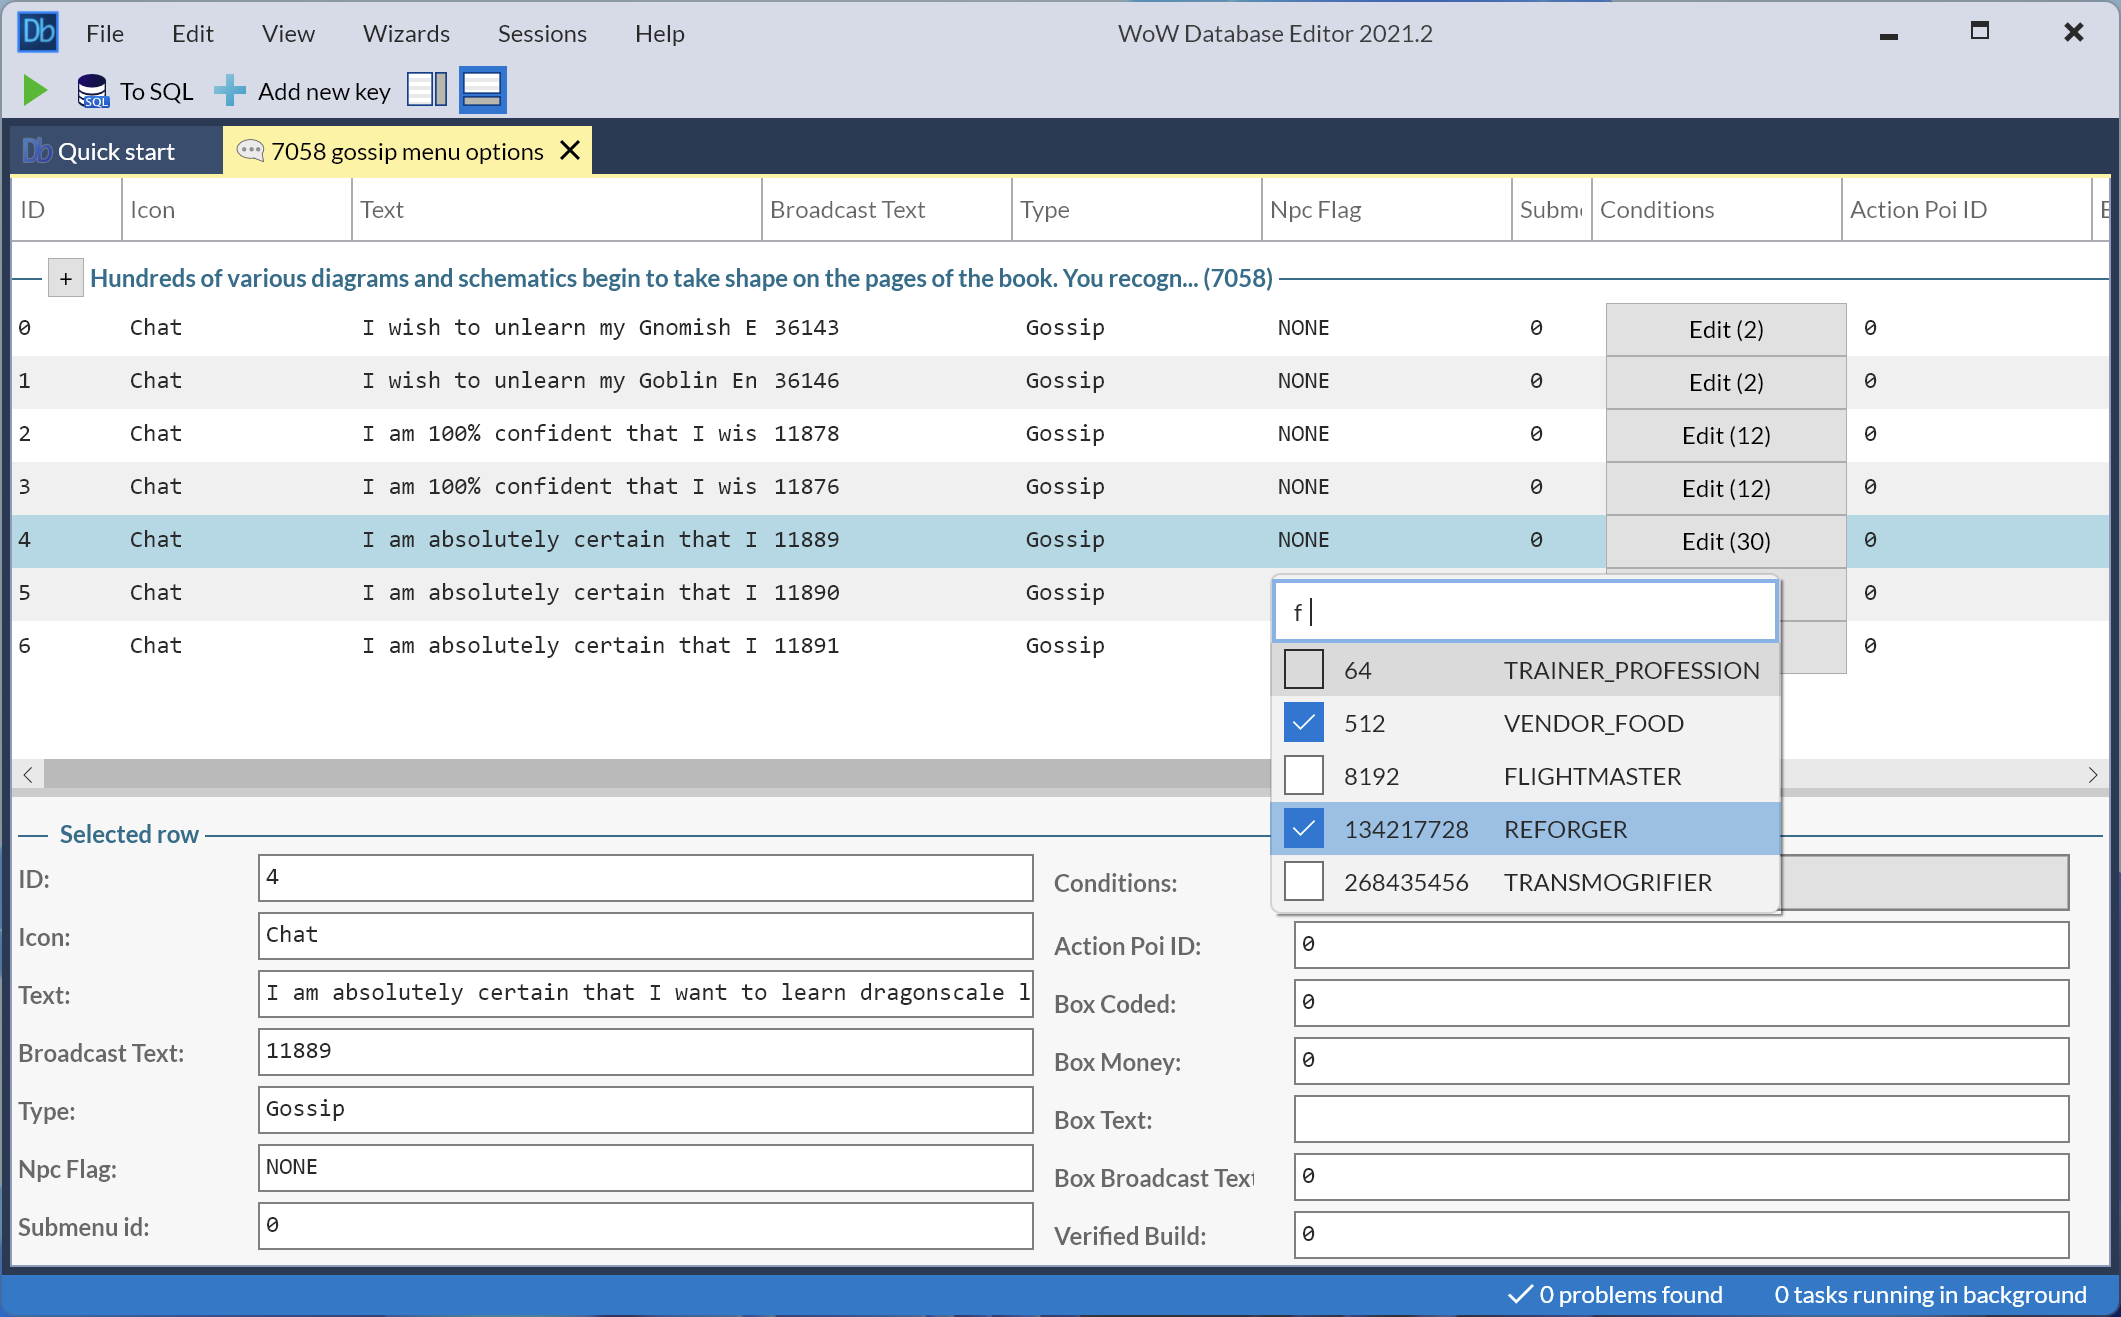 Db File Edit View Wizards Sessions Help WoW Database Editor 2021.2
SQL To SQL Add new key
Db Quick start 7058 gossip menu options
ID Icon Text Broadcast Text Type Npc Flag Subm Conditions Action Poi ID
+ Hundreds of various diagrams and schematics begin to take shape on the pages of the book. You recogn... (7058)
0 Chat I wish to unlearn my Gnomish E 36143 Gossip NONE 0 Edit (2) 0
1 Chat I wish to unlearn my Goblin En 36146 Gossip NONE 0 Edit (2) 0
2 Chat I am 100% confident that I wis 11878 Gossip NONE 0 Edit (12) 0
3 Chat I am 100% confident that I wis 11876 Gossip NONE 0 Edit (12) 0
4 Chat I am absolutely certain that I 11889 Gossip NONE 0 Edit (30) 0
5 Chat I am absolutely certain that I 11890 Gossip 0
6 Chat I am absolutely certain that I 11891 Gossip 0
f
64 TRAINER_PROFESSION
512 VENDOR_FOOD
8192 FLIGHTMASTER
134217728 REFORGER
268435456 TRANSMOGRIFIER
Selected row
ID: 4
Icon: Chat
Text: I am absolutely certain that I want to learn dragonscale l
Broadcast Text: 11889
Type: Gossip
Npc Flag: NONE
Submenu id: 0
Conditions:
Action Poi ID: 0
Box Coded: 0
Box Money: 0
Box Text:
Box Broadcast Text 0
Verified Build: 0
0 problems found 0 tasks running in background